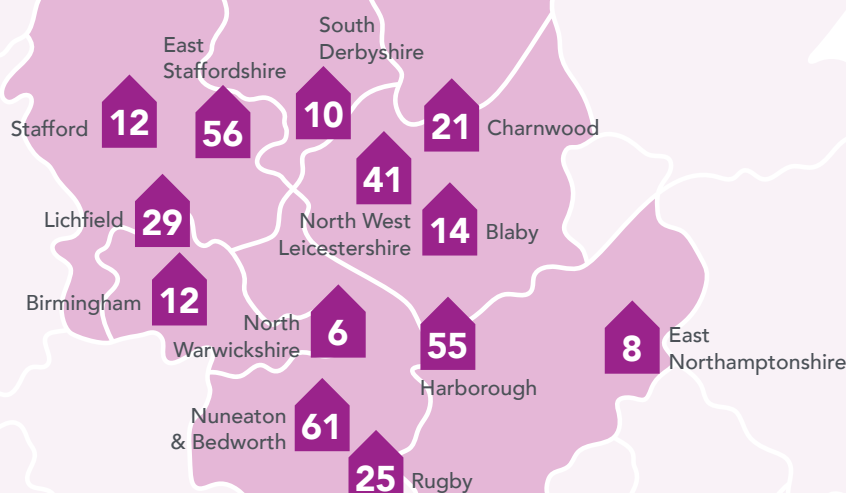 South
Derbyshire
East
Staffordshire
10
12
56
21
Stafford
Charnwood
41
Lichfield
29
North West
Leicestershire
14
Blaby
Birmingham
12
North
Warwickshire
6
55
8
East
Northamptonshire
Harborough
Nuneaton
& Bedworth
61
25
Rugby